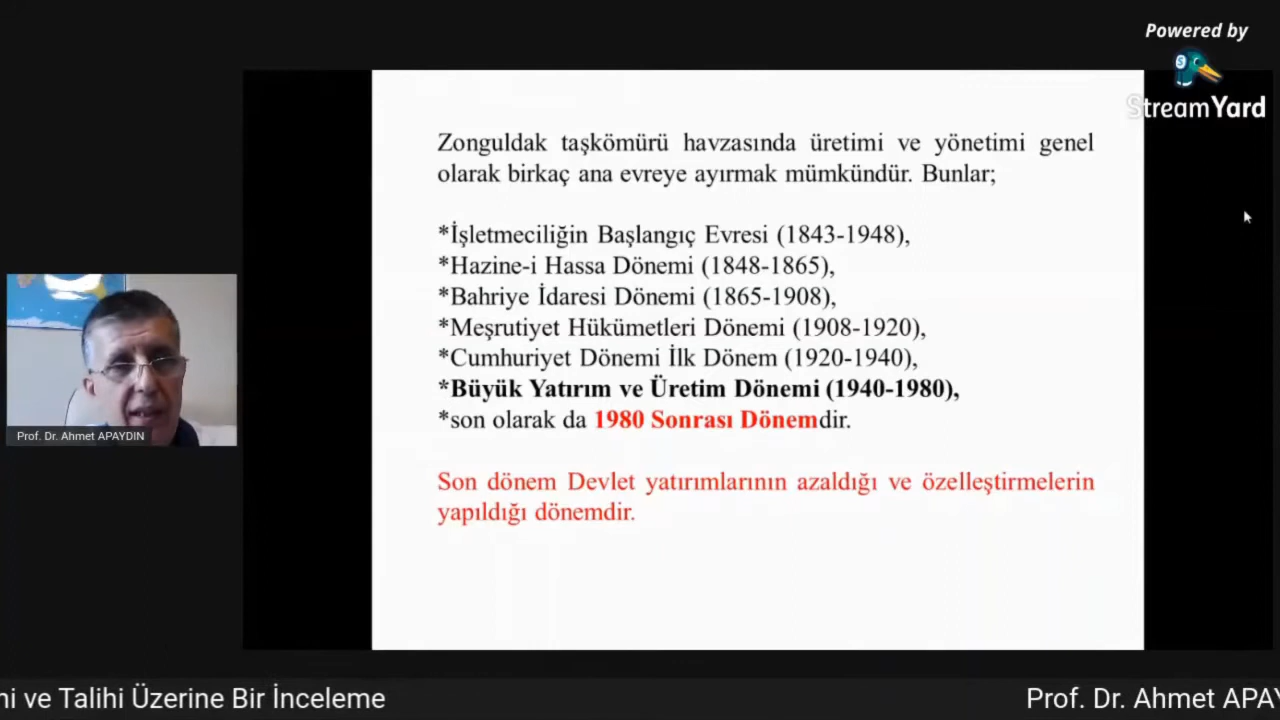 Powered by
StreamYard
Zonguldak taşkömürü havzasında üretimi ve yönetimi genel
olarak birkaç ana evreye ayırmak mümkündür. Bunlar;
*İşletmeciliğin Başlangıç Evresi (1843-1948),
*Hazine-i Hassa Dönemi (1848-1865),
*Bahriye İdaresi Dönemi (1865-1908),
*Meşrutiyet Hükümetleri Dönemi (1908-1920),
*Cumhuriyet Dönemi İlk Dönem (1920-1940),
*Büyük Yatırım ve Üretim Dönemi (1940-1980),
*son olarak da 1980 Sonrası Dönemdir.
Son dönem Devlet yatırımlarının azaldığı ve özelleştirmelerin
yapıldığı dönemdir.
Prof. Dr. Ahmet APAYDIN
ve Talihi Üzerine Bir İnceleme
Prof. Dr. Ahmet